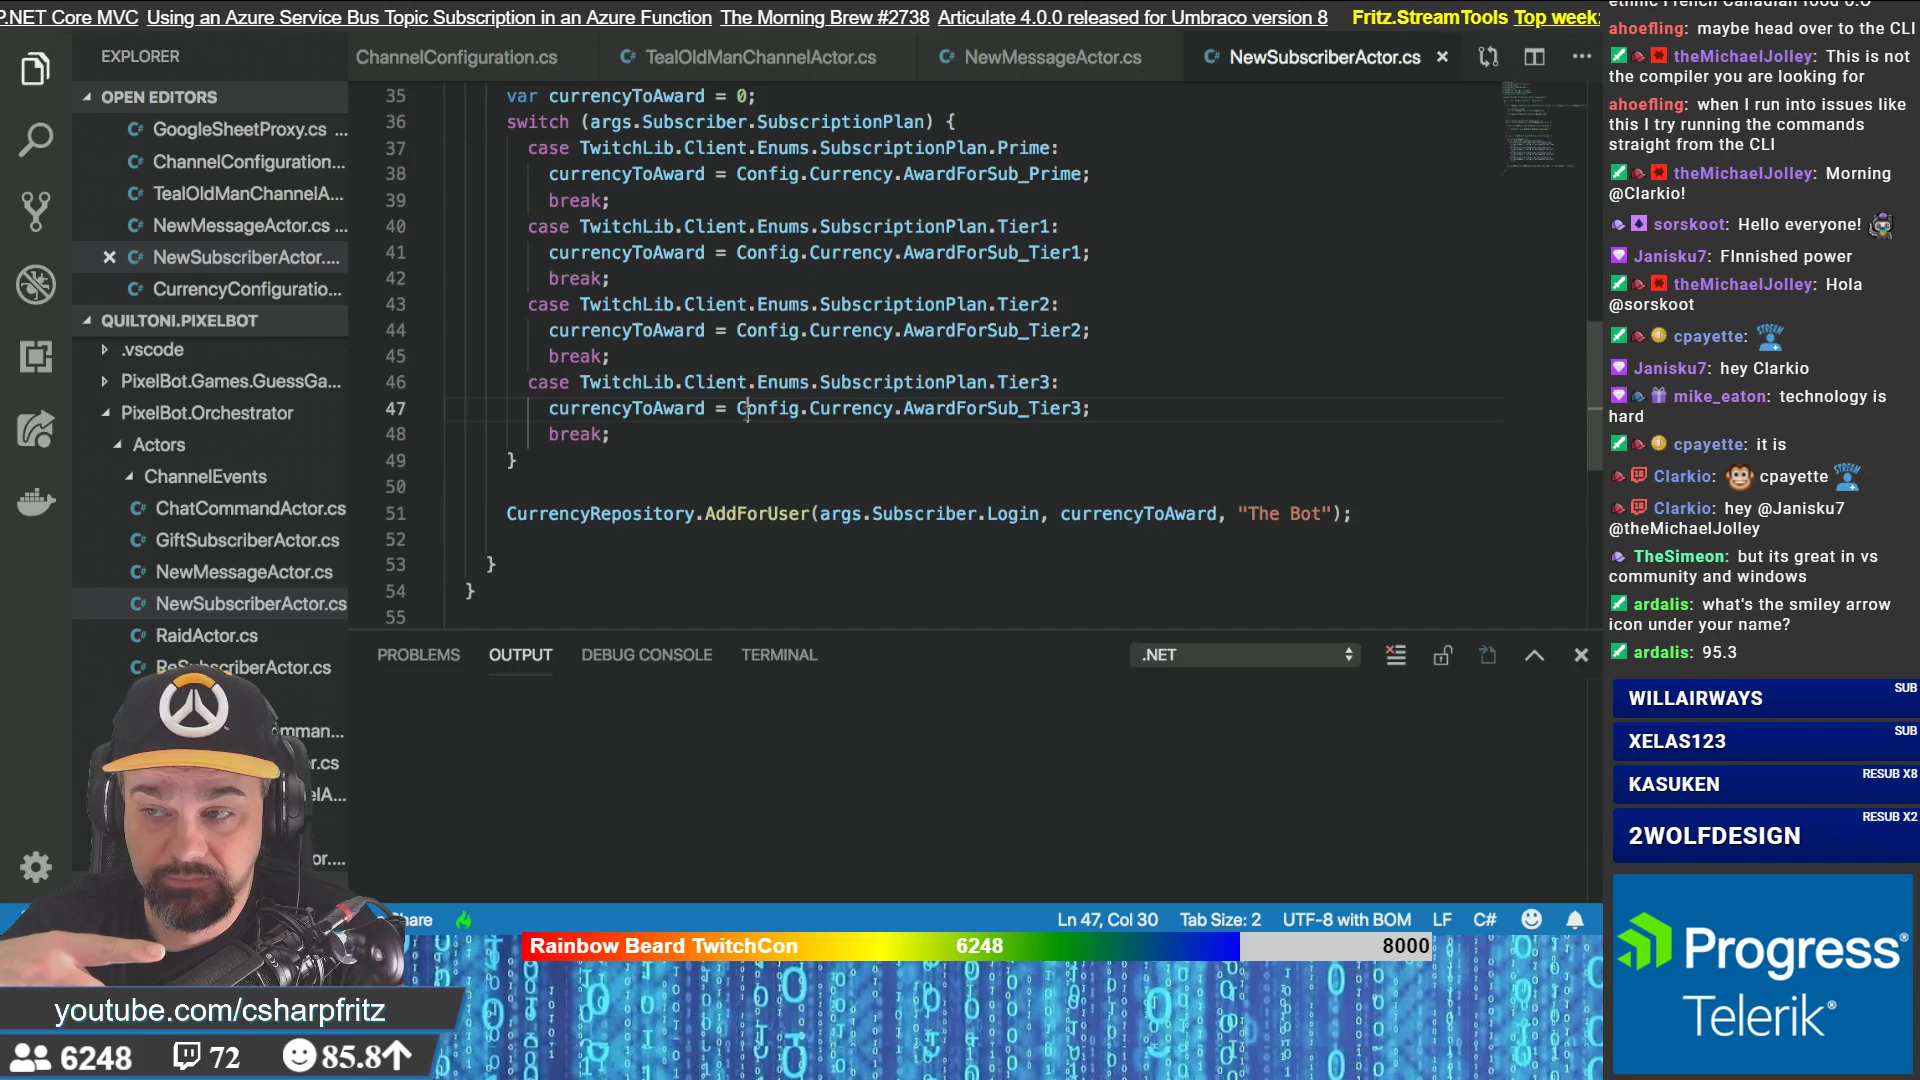 P.NET Core MVC Using an Azure Service Bus Topic Subscription in an Azure Function The Morning Brew #2738 Articulate 4.0.0 released for Umbraco version 8 Fritz.StreamTools Top week:
EXPLORER
OPEN EDITORS
GoogleSheetProxy.cs ...
ChannelConfiguration...
TealOldManChannelA...
NewMessageActor.cs ...
NewSubscriberActor....
CurrencyConfiguratio...
QUILTONI.PIXELBOT
.vscode
PixelBot.Games.GuessGa...
PixelBot.Orchestrator
Actors
ChannelEvents
ChatCommandActor.cs
GiftSubscriberActor.cs
NewMessageActor.cs
NewSubscriberActor.cs
RaidActor.cs
ReSubscriberActor.cs
mman...
r.cs
elA...
or....
ChannelConfiguration.cs
TealOldManChannelActor.cs
NewMessageActor.cs
NewSubscriberActor.cs
35 var currencyToAward = 0;
36 switch (args.Subscriber.SubscriptionPlan) {
37 case TwitchLib.Client.Enums.SubscriptionPlan.Prime:
38 currencyToAward = Config.Currency.AwardForSub_Prime;
39 break;
40 case TwitchLib.Client.Enums.SubscriptionPlan.Tier1:
41 currencyToAward = Config.Currency.AwardForSub_Tier1;
42 break;
43 case TwitchLib.Client.Enums.SubscriptionPlan.Tier2:
44 currencyToAward = Config.Currency.AwardForSub_Tier2;
45 break;
46 case TwitchLib.Client.Enums.SubscriptionPlan.Tier3:
47 currencyToAward = Config.Currency.AwardForSub_Tier3;
48 break;
49 }
50
51 CurrencyRepository.AddForUser(args.Subscriber.Login, currencyToAward, "The Bot");
52
53 }
54 }
55
PROBLEMS OUTPUT DEBUG CONSOLE TERMINAL .NET
Share Ln 47, Col 30 Tab Size: 2 UTF-8 with BOM LF C#
Rainbow Beard TwitchCon 6248 8000
youtube.com/csharpfritz
6248 72 85.8
ethnic French Canadian food o.O
ahoefling: maybe head over to the CLI
theMichaelJolley: This is not
the compiler you are looking for
ahoefling: when I run into issues like
this I try running the commands
straight from the CLI
theMichaelJolley: Morning
@Clarkio!
sorskoot: Hello everyone!
Janisku7: FInnished power
theMichaelJolley: Hola
@sorskoot
cpayette: STREAM
Janisku7: hey Clarkio
mike_eaton: technology is
hard
cpayette: it is
Clarkio: cpayette STREAM
Clarkio: hey @Janisku7
@theMichaelJolley
TheSimeon: but its great in vs
community and windows
ardalis: what's the smiley arrow
icon under your name?
ardalis: 95.3
WILLAIRWAYS SUB
XELAS123 SUB
KASUKEN RESUB X8
2WOLFDESIGN RESUB X2
Progress®
Telerik®